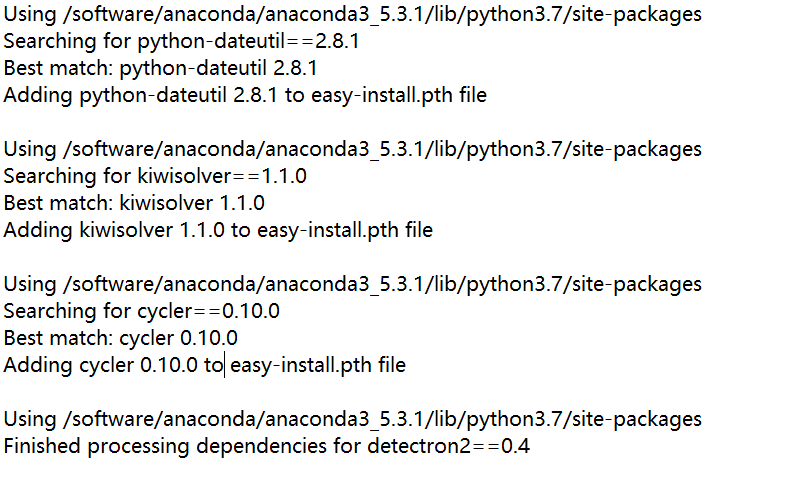 Using /software/anaconda/anaconda3_5.3.1/lib/python3.7/site-packages
Searching for python-dateutil==2.8.1
Best match: python-dateutil 2.8.1
Adding python-dateutil 2.8.1 to easy-install.pth file

Using /software/anaconda/anaconda3_5.3.1/lib/python3.7/site-packages
Searching for kiwisolver==1.1.0
Best match: kiwisolver 1.1.0
Adding kiwisolver 1.1.0 to easy-install.pth file

Using /software/anaconda/anaconda3_5.3.1/lib/python3.7/site-packages
Searching for cycler==0.10.0
Best match: cycler 0.10.0
Adding cycler 0.10.0 to easy-install.pth file

Using /software/anaconda/anaconda3_5.3.1/lib/python3.7/site-packages
Finished processing dependencies for detectron2==0.4